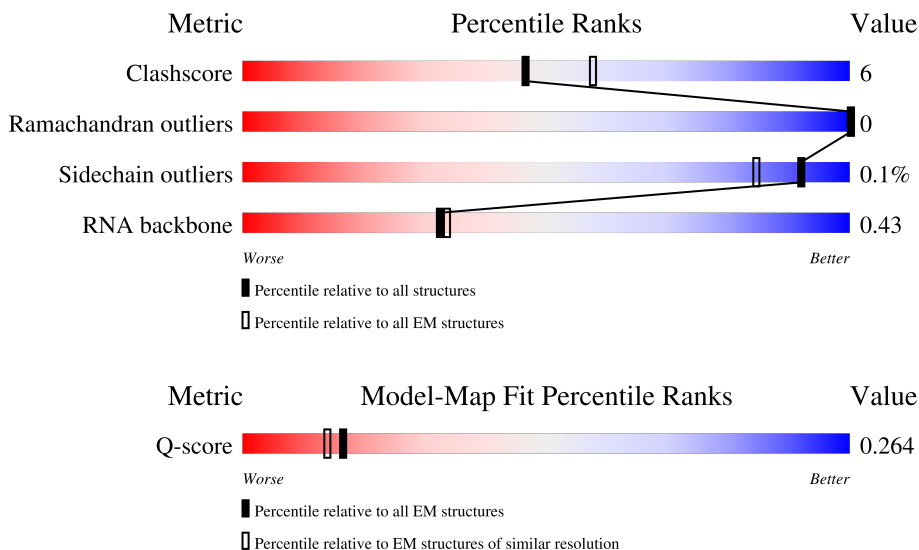 Metric Percentile Ranks Value
Clashscore 6
Ramachandran outliers 0
Sidechain outliers 0.1%
RNA backbone 0.43
Worse Better
Percentile relative to all structures
Percentile relative to all EM structures
Metric Model-Map Fit Percentile Ranks Value
Q-score 0.264
Worse Better
Percentile relative to all EM structures
Percentile relative to EM structures of similar resolution